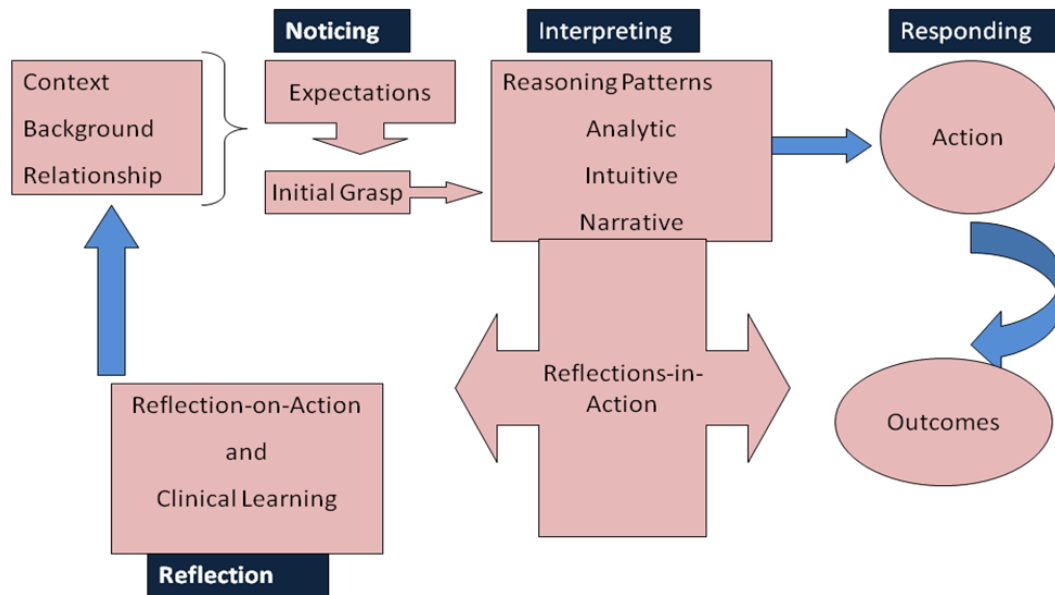 Noticing
Interpreting
Responding
Context
Background
Relationship
Expectations
Initial Grasp
Reasoning Patterns
Analytic
Intuitive
Narrative
Action
Reflections-in-
Action
Outcomes
Reflection-on-Action
and
Clinical Learning
Reflection